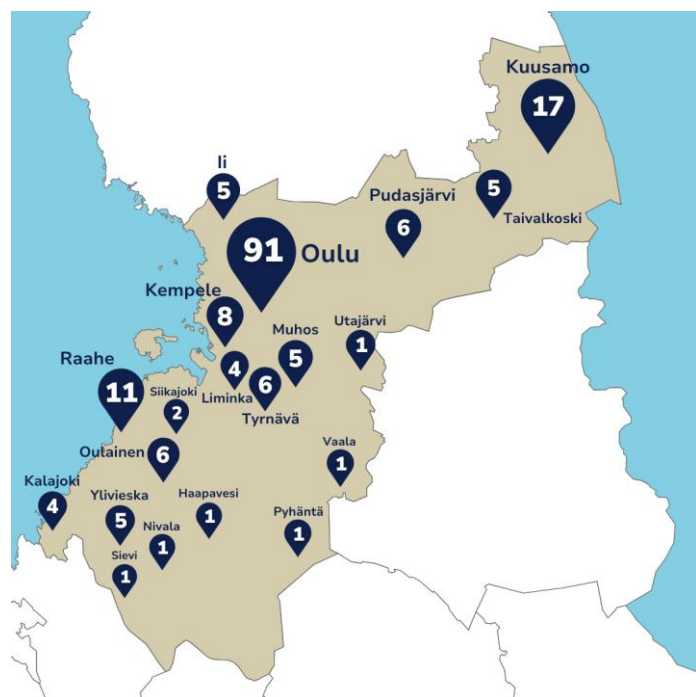 Kuusamo
17
Ii
5
5
Taivalkoski
Pudasjärvi
6
91
Oulu
Kempele
8
Utajärvi
1
Muhos
5
4
Liminka
6
Tyrnävä
Raahe
11
Siikajoki
2
Oulainen
6
Vaala
1
Kalajoki
4
Ylivieska
5
Haapavesi
1
Pyhäntä
1
Nivala
1
Sievi
1